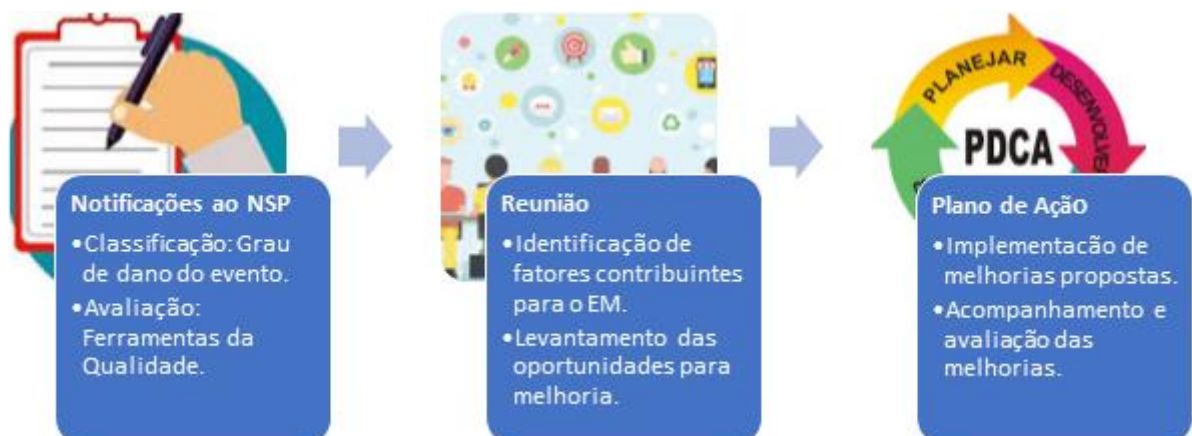 PLANEJAR
DESENVOLVER
PDCA
Notificações ao NSP
•Classificação: Grau
de dano do evento.
•Avaliação:
Ferramentas da
Qualidade.
Reunião
•Identificação de
fatores contribuintes
para o EM.
•Levantamento das
oportunidades para
melhoria.
Plano de Ação
•Implementacão de
melhorias propostas.
•Acompanhamento e
avaliação das
melhorias.